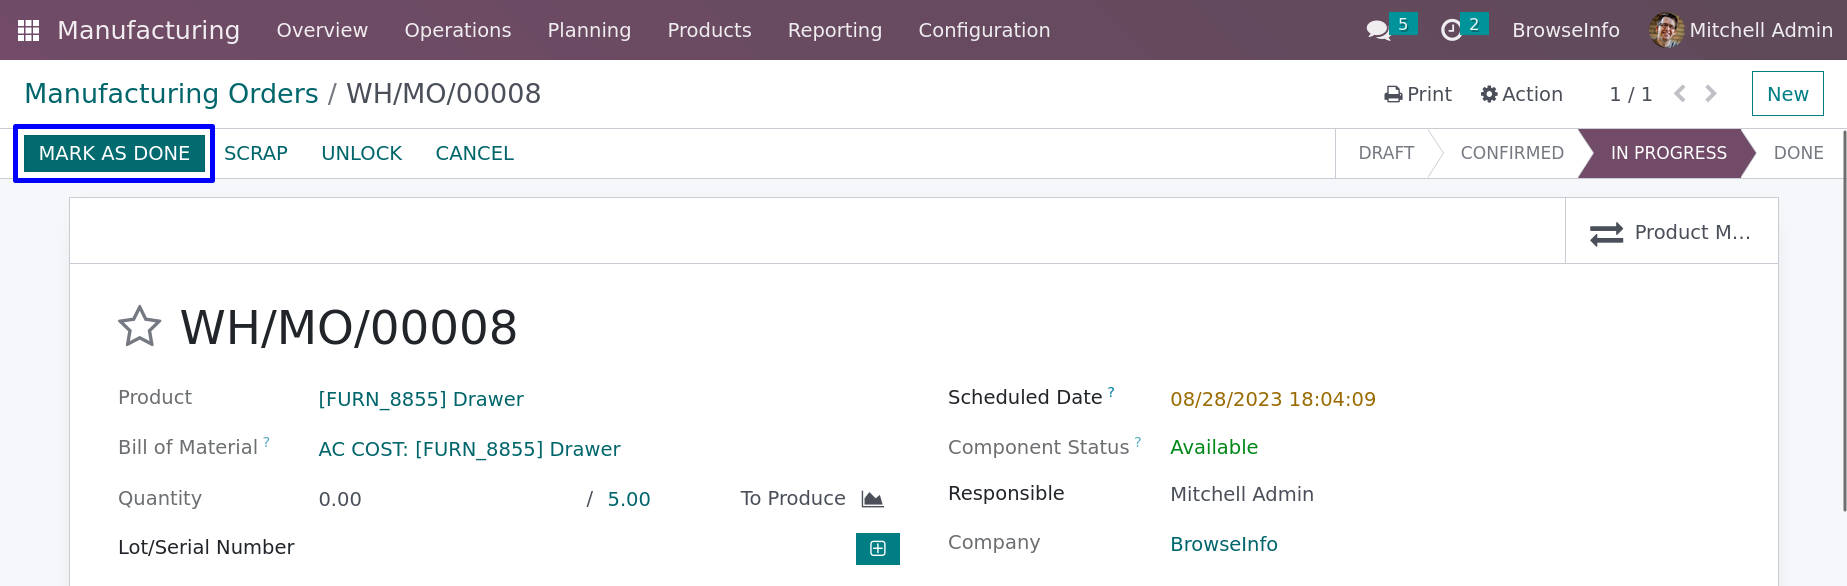 Manufacturing Overview Operations Planning Products Reporting Configuration 5 2 BrowseInfo Mitchell Admin
Manufacturing Orders / WH/MO/00008 Print Action 1 / 1 New
MARK AS DONE SCRAP UNLOCK CANCEL DRAFT CONFIRMED IN PROGRESS DONE
Product M...
WH/MO/00008
Product [FURN_8855] Drawer Scheduled Date ? 08/28/2023 18:04:09
Bill of Material ? AC COST: [FURN_8855] Drawer Component Status ? Available
Quantity 0.00 / 5.00 To Produce Responsible Mitchell Admin
Lot/Serial Number Company BrowseInfo